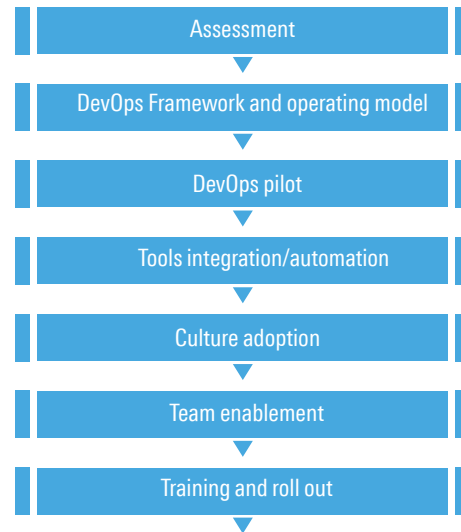 Assessment
DevOps Framework and operating model
DevOps pilot
Tools integration/automation
Culture adoption
Team enablement
Training and roll out